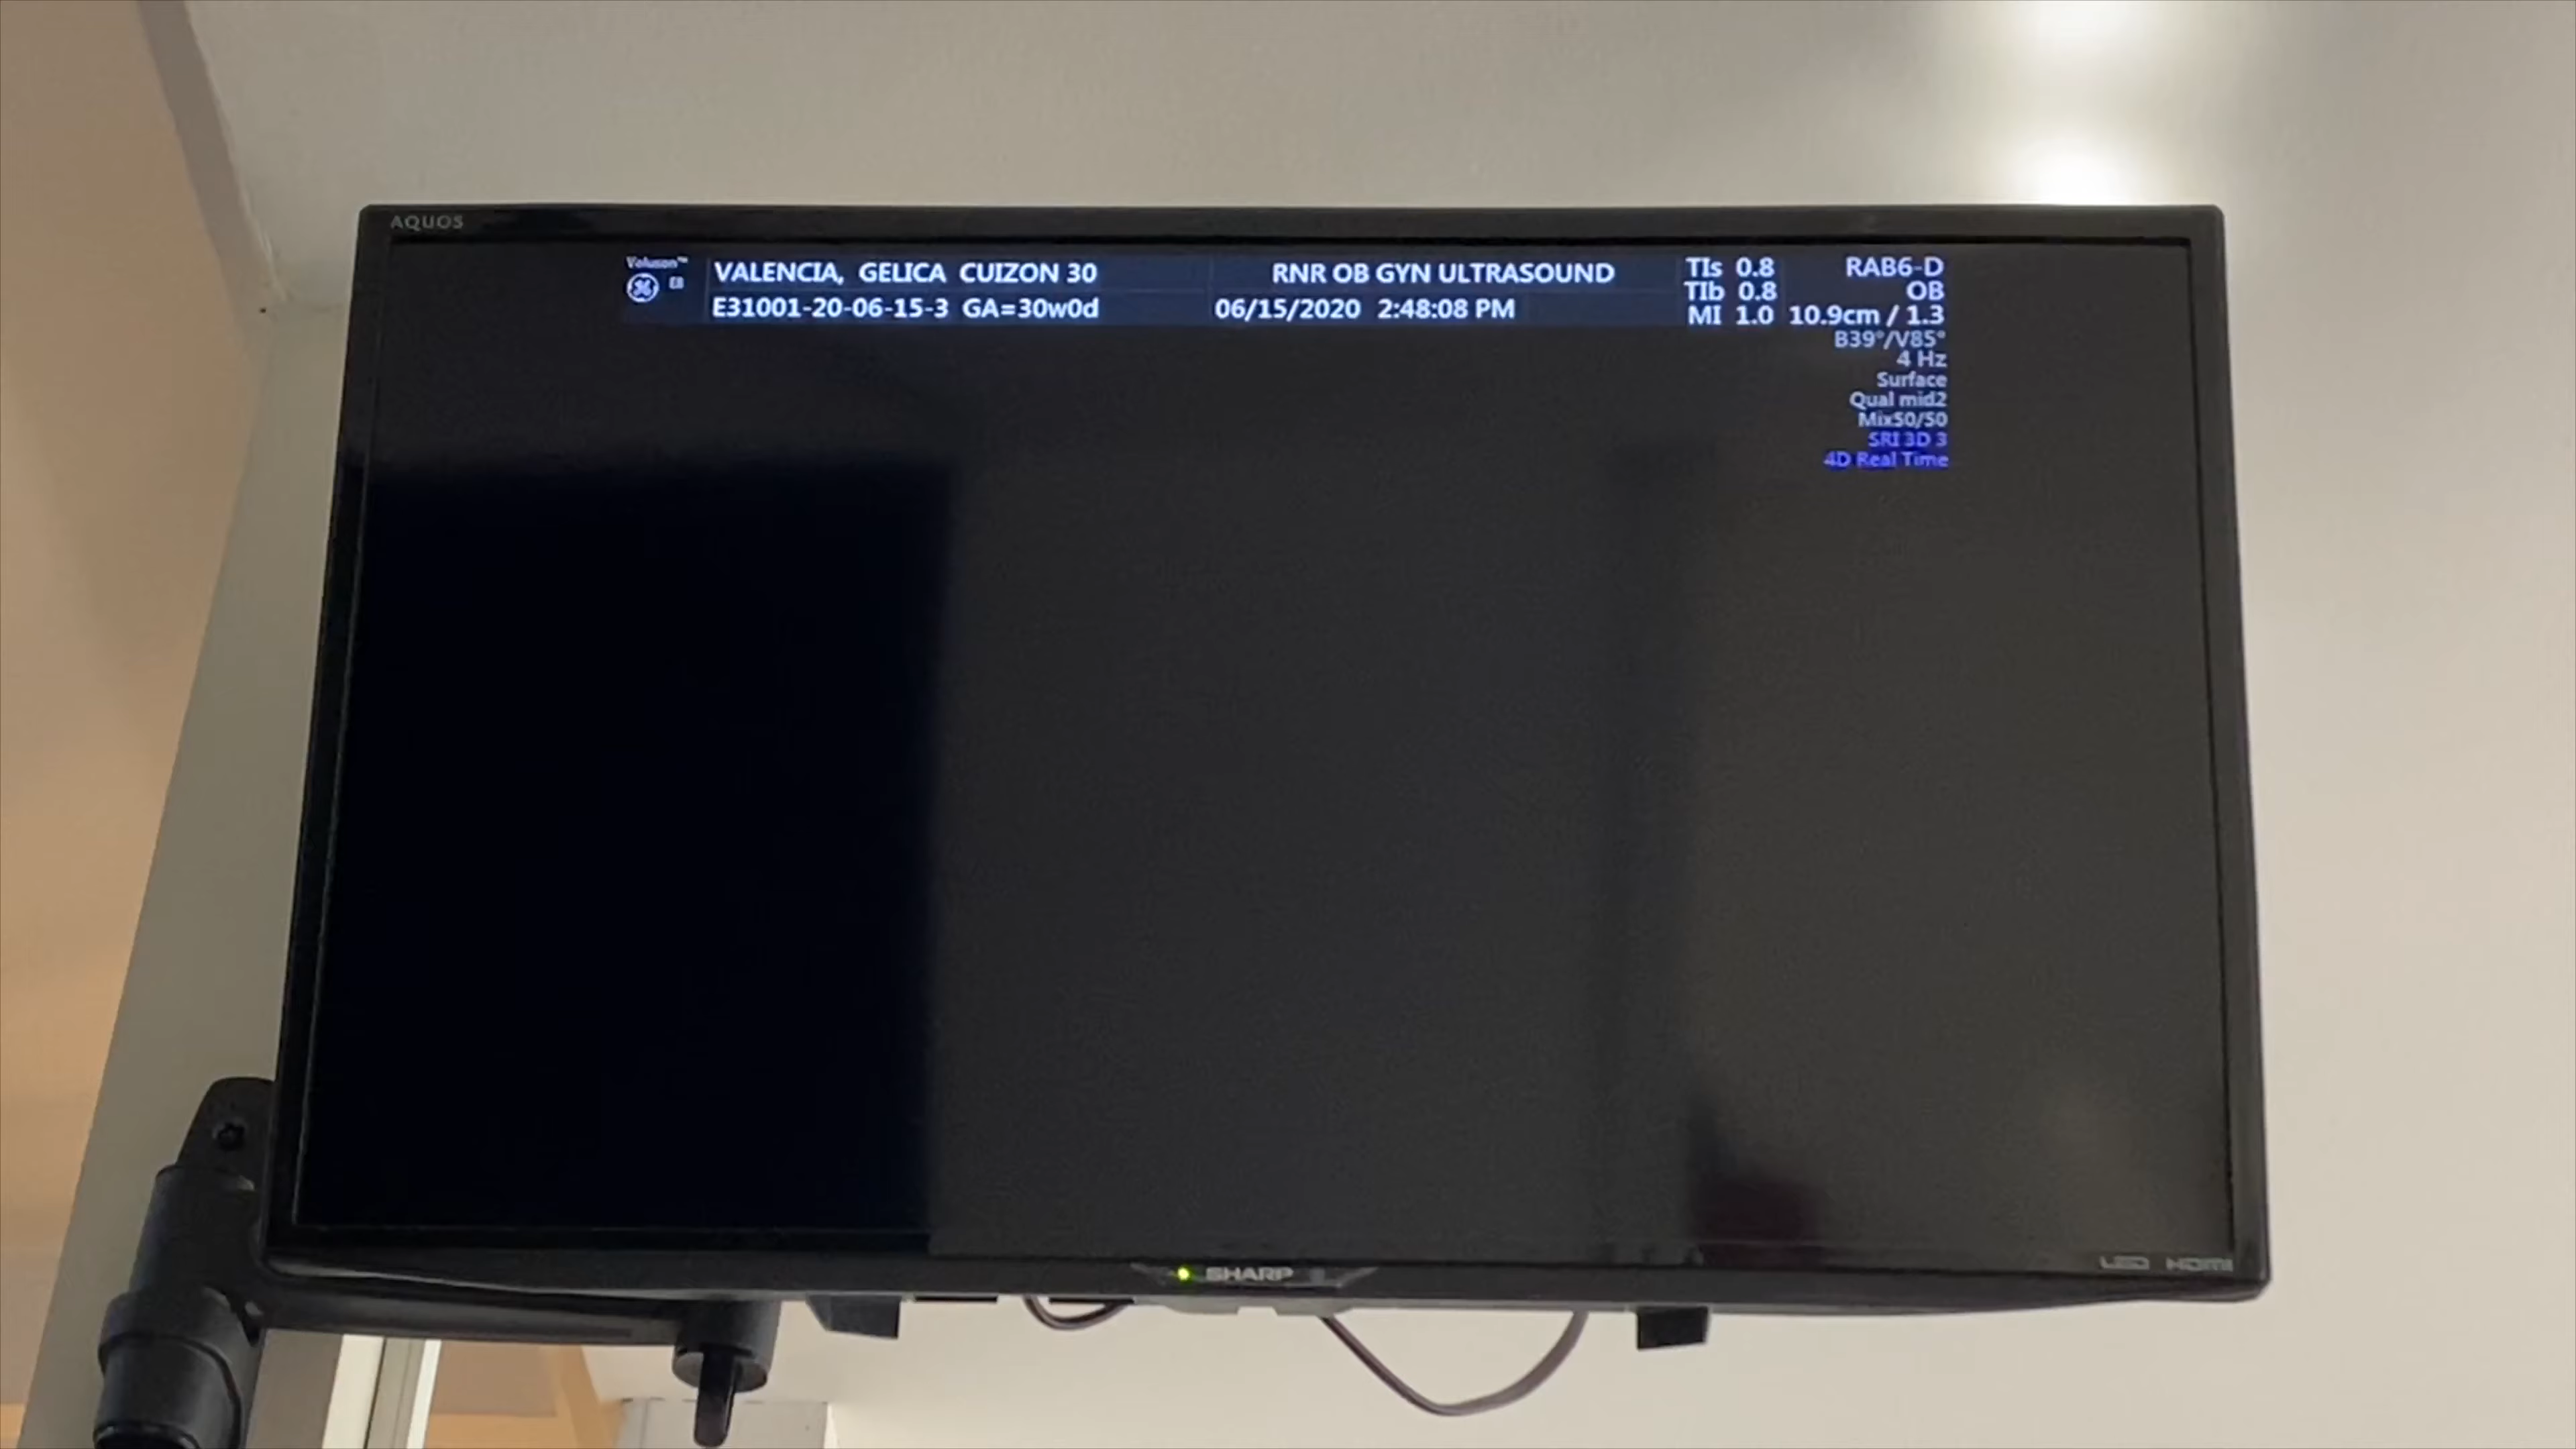 AQUOS
Voluson™
E8
VALENCIA, GELICA CUIZON 30
E31001-20-06-15-3 GA=30w0d
RNR OB GYN ULTRASOUND
06/15/2020 2:48:08 PM
TIs 0.8
TIb 0.8
MI 1.0
RAB6-D
OB
10.9cm / 1.3
B39°/V85°
4 Hz
Surface
Qual mid2
Mix50/50
SRI 3D 3
4D Real Time
SHARP
LED HDMI